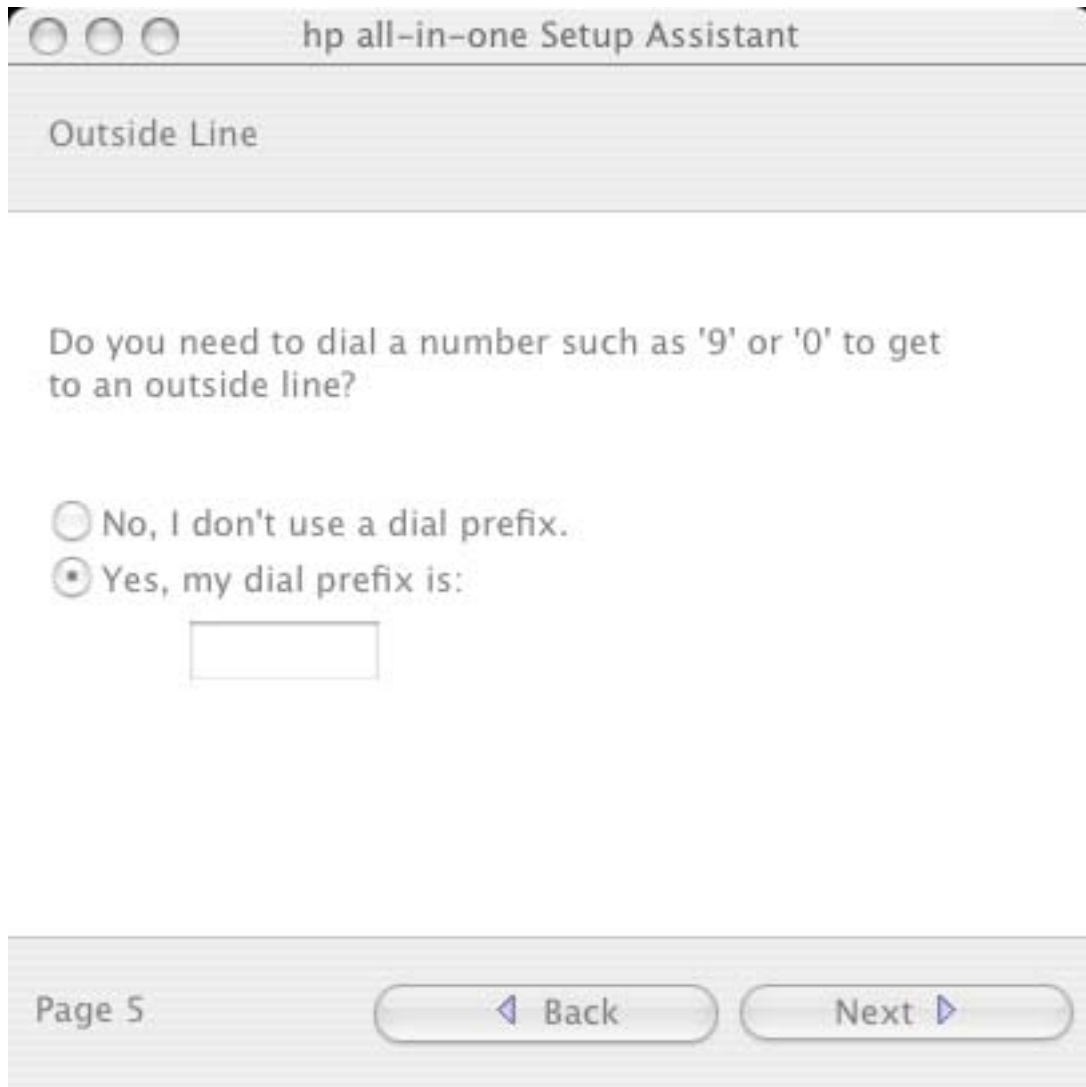 hp all-in-one Setup Assistant
Outside Line
Do you need to dial a number such as '9' or '0' to get
to an outside line?
No, I don't use a dial prefix.
Yes, my dial prefix is:
Page 5
Back
Next